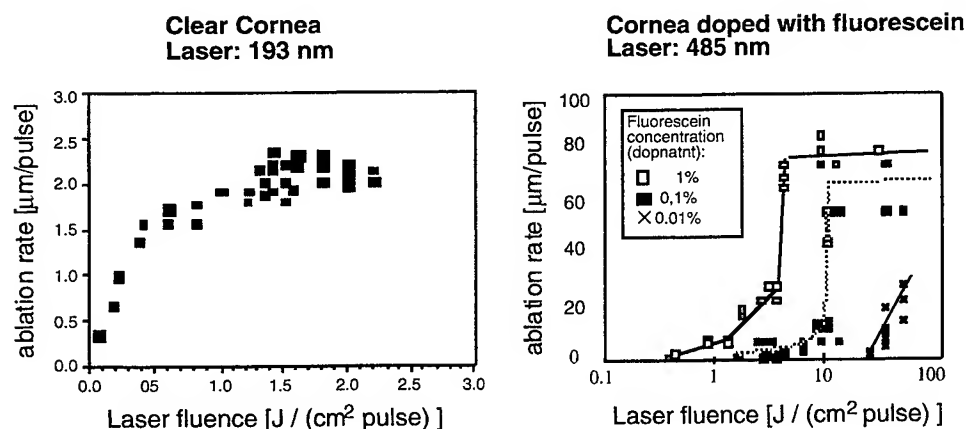 Clear Cornea
Laser: 193 nm
ablation rate [µm/pulse]
3.0
2.5
2.0
1.5
1.0
0.5
0.0
0.0 05 1.0 1.5 2.0 2.5 3.0
Laser fluence [J / (cm² pulse) ]
Cornea doped with fluorescein
Laser: 485 nm
ablation rate [µm/pulse]
100
80
60
40
20
0
Fluorescein
concentration
(dopnatnt):
1%
0,1%
0.01%
0.1 1 10 100
Laser fluence [J / (cm² pulse) ]